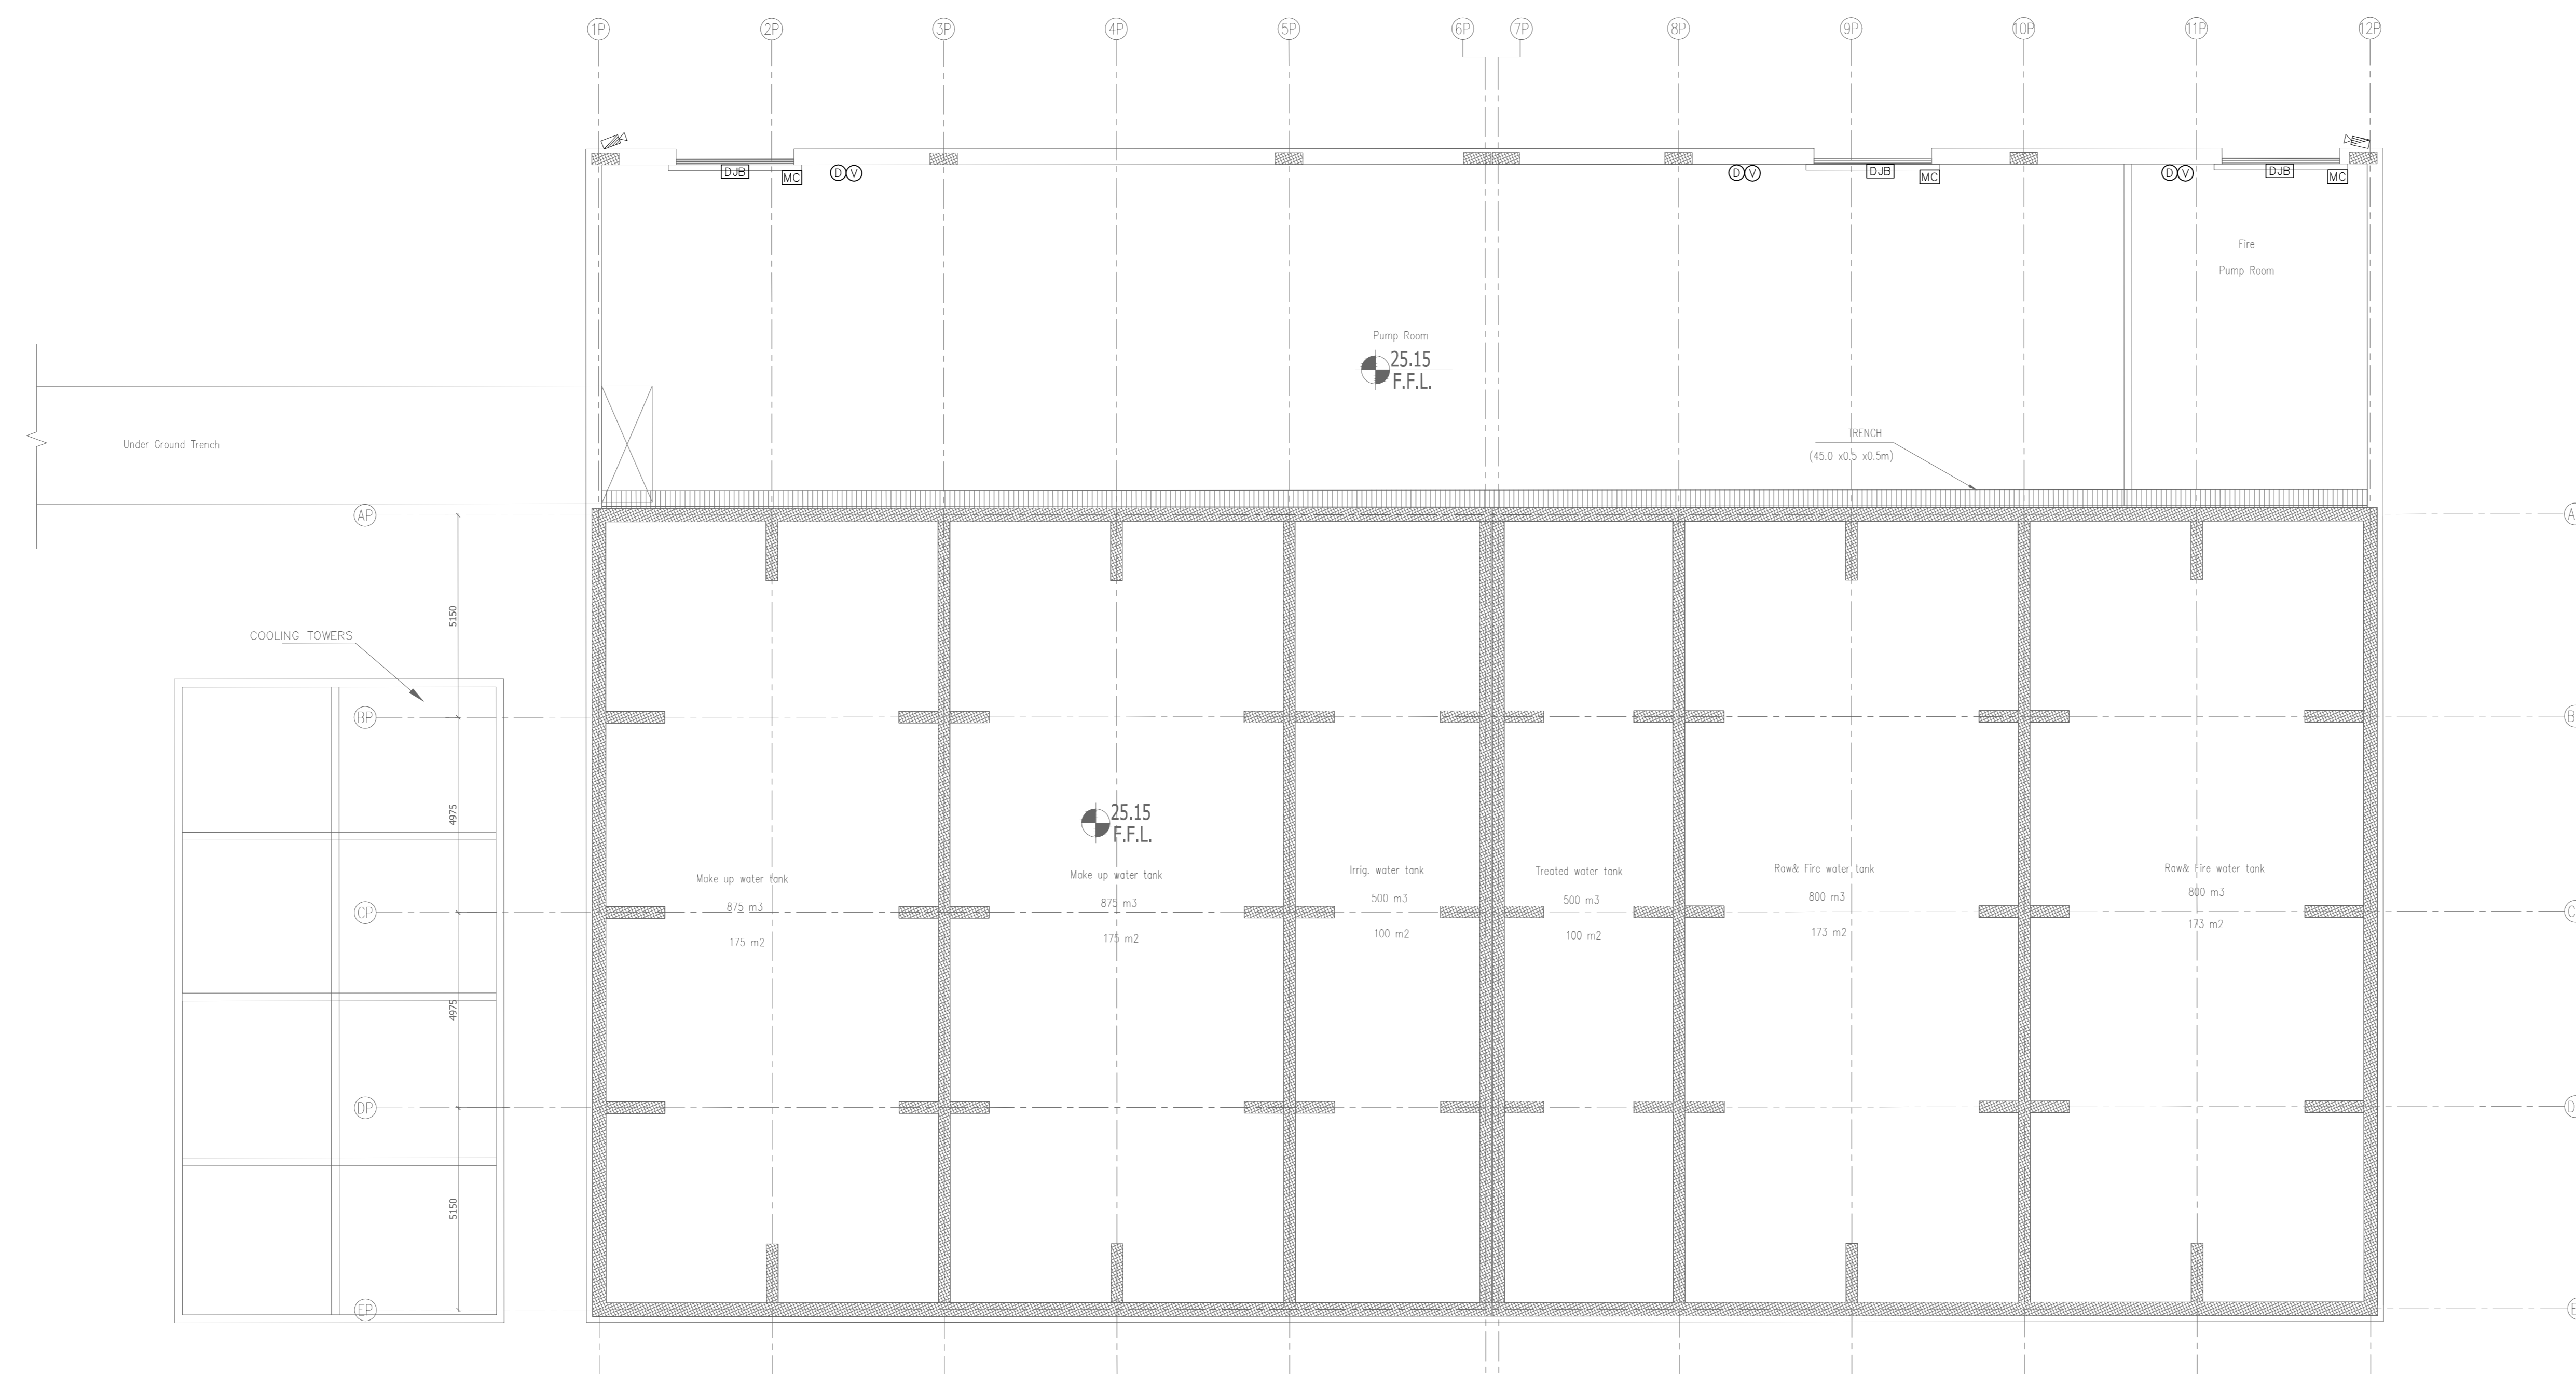 1P
2P
3P
4P
5P
6P
7P
8P
9P
10P
11P
12P
DJB
MC
D
V
D
V
DJB
MC
D
V
DJB
MC
Fire
Pump Room
Pump Room
25.15
F.F.L.
Under Ground Trench
TRENCH
(45.0 x0.5 x0.5m)
AP
A
5150
COOLING TOWERS
BP
B
4975
25.15
F.F.L.
Make up water tank
875 m3
175 m2
Make up water tank
875 m3
175 m2
Irrig. water tank
500 m3
100 m2
Treated water tank
500 m3
100 m2
Raw& Fire water tank
800 m3
173 m2
Raw& Fire water tank
800 m3
173 m2
CP
C
4975
DP
D
5150
EP
E